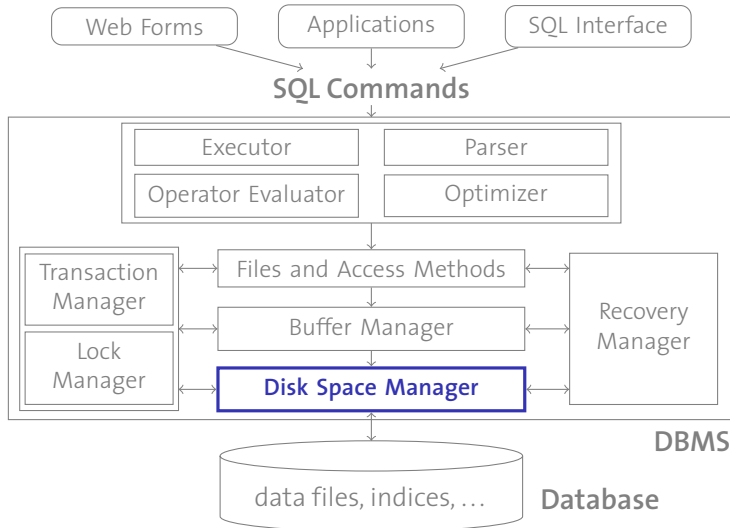 Web Forms
Applications
SQL Interface
SQL Commands
Executor
Parser
Operator Evaluator
Optimizer
Transaction
Manager
Lock
Manager
Files and Access Methods
Buffer Manager
Disk Space Manager
Recovery
Manager
DBMS
data files, indices, …
Database